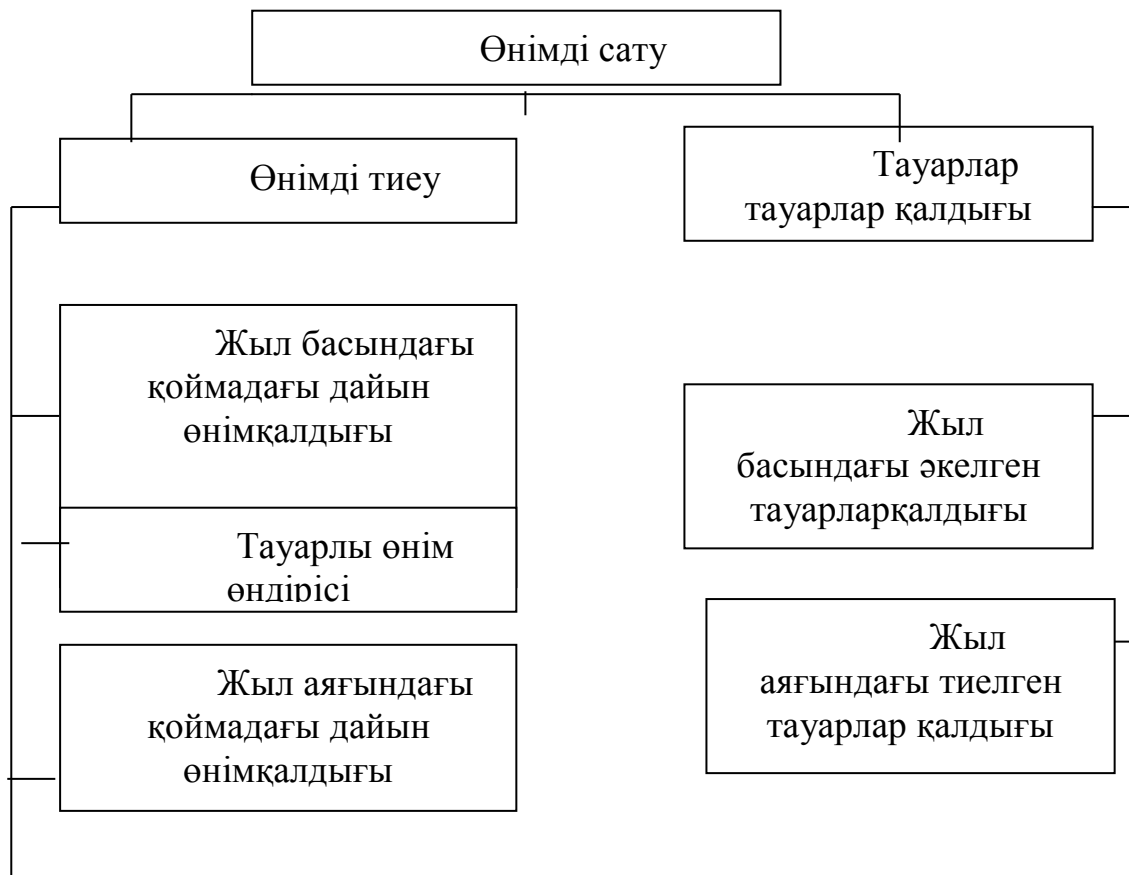 Өнімді сату
Өнімді тиеу
Тауарлар
тауарлар қалдығы
Жыл басындағы
қоймадағы дайын
өнімқалдығы
Жыл
басындағы әкелген
тауарларқалдығы
Тауарлы өнім
өндірісі
Жыл
аяғындағы тиелген
тауарлар қалдығы
Жыл аяғындағы
қоймадағы дайын
өнімқалдығы